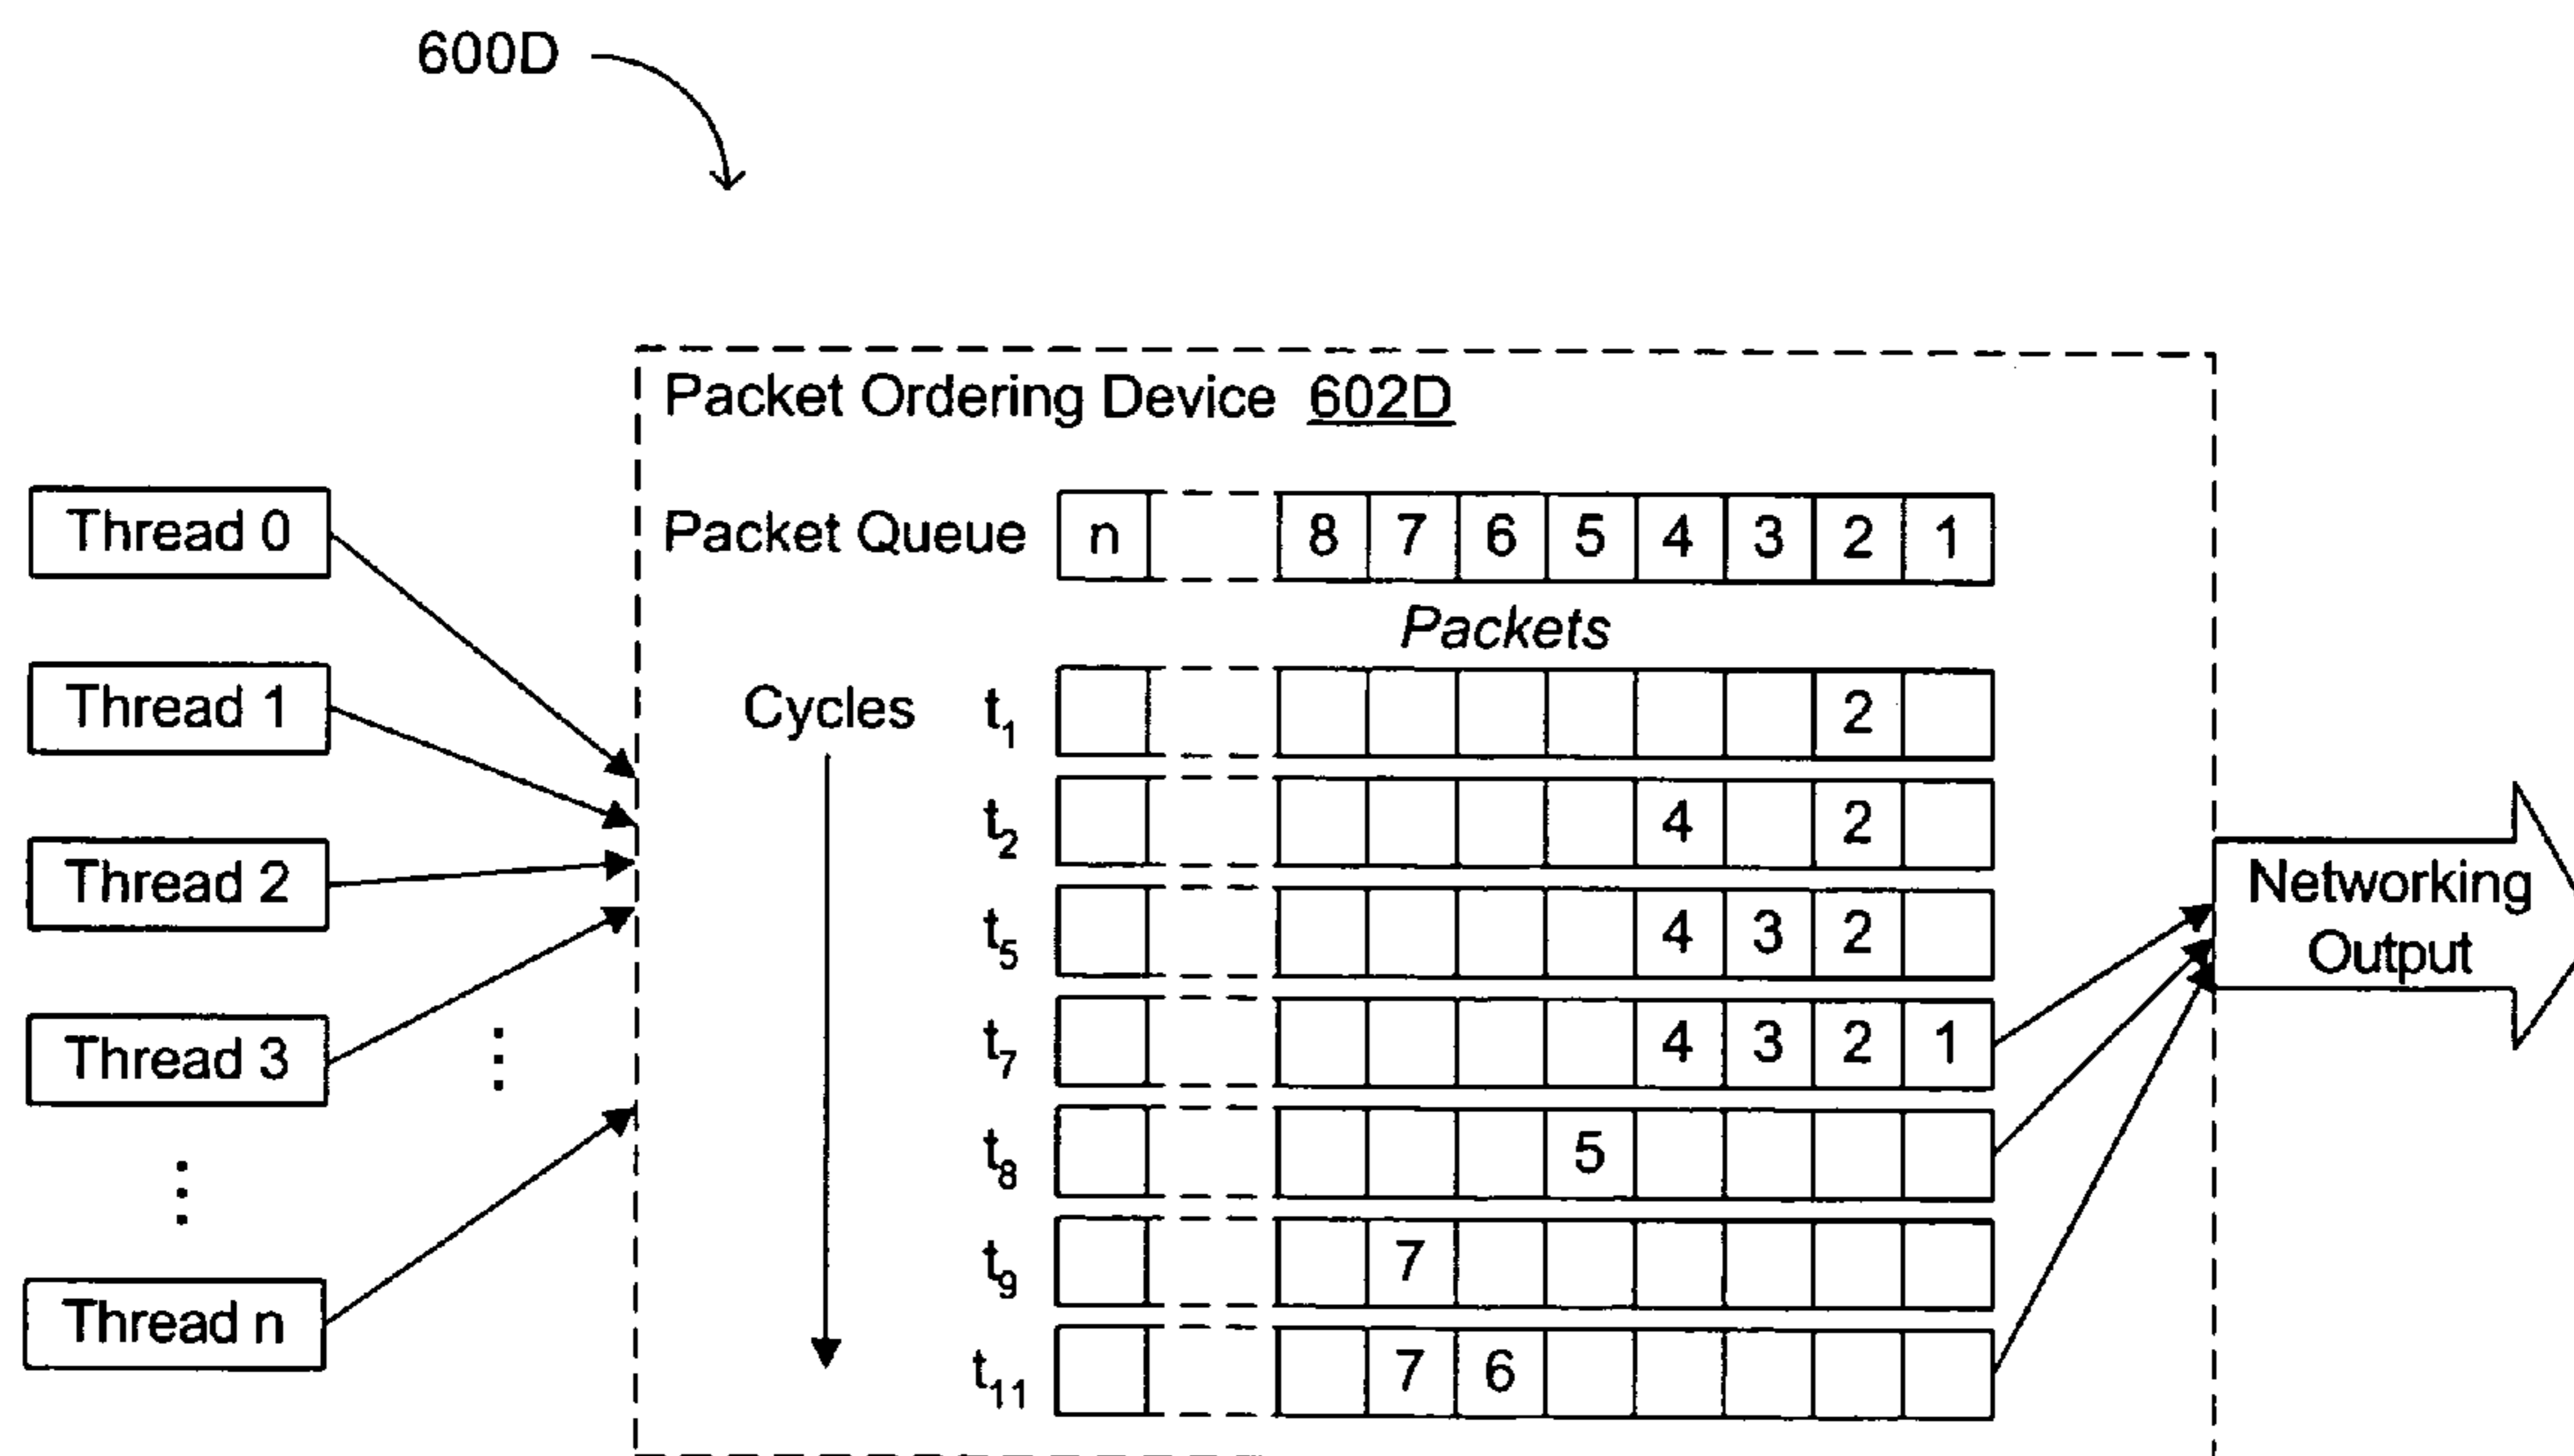 600D
Packet Ordering Device 602D
Packet Queue n 8 7 6 5 4 3 2 1
Packets
Thread 0
Thread 1
Thread 2
Thread 3
Thread n
Cycles
t1 2
t2 4 2
t5 4 3 2
t7 4 3 2 1
t8 5
t9 7
t11 7 6
Networking
Output